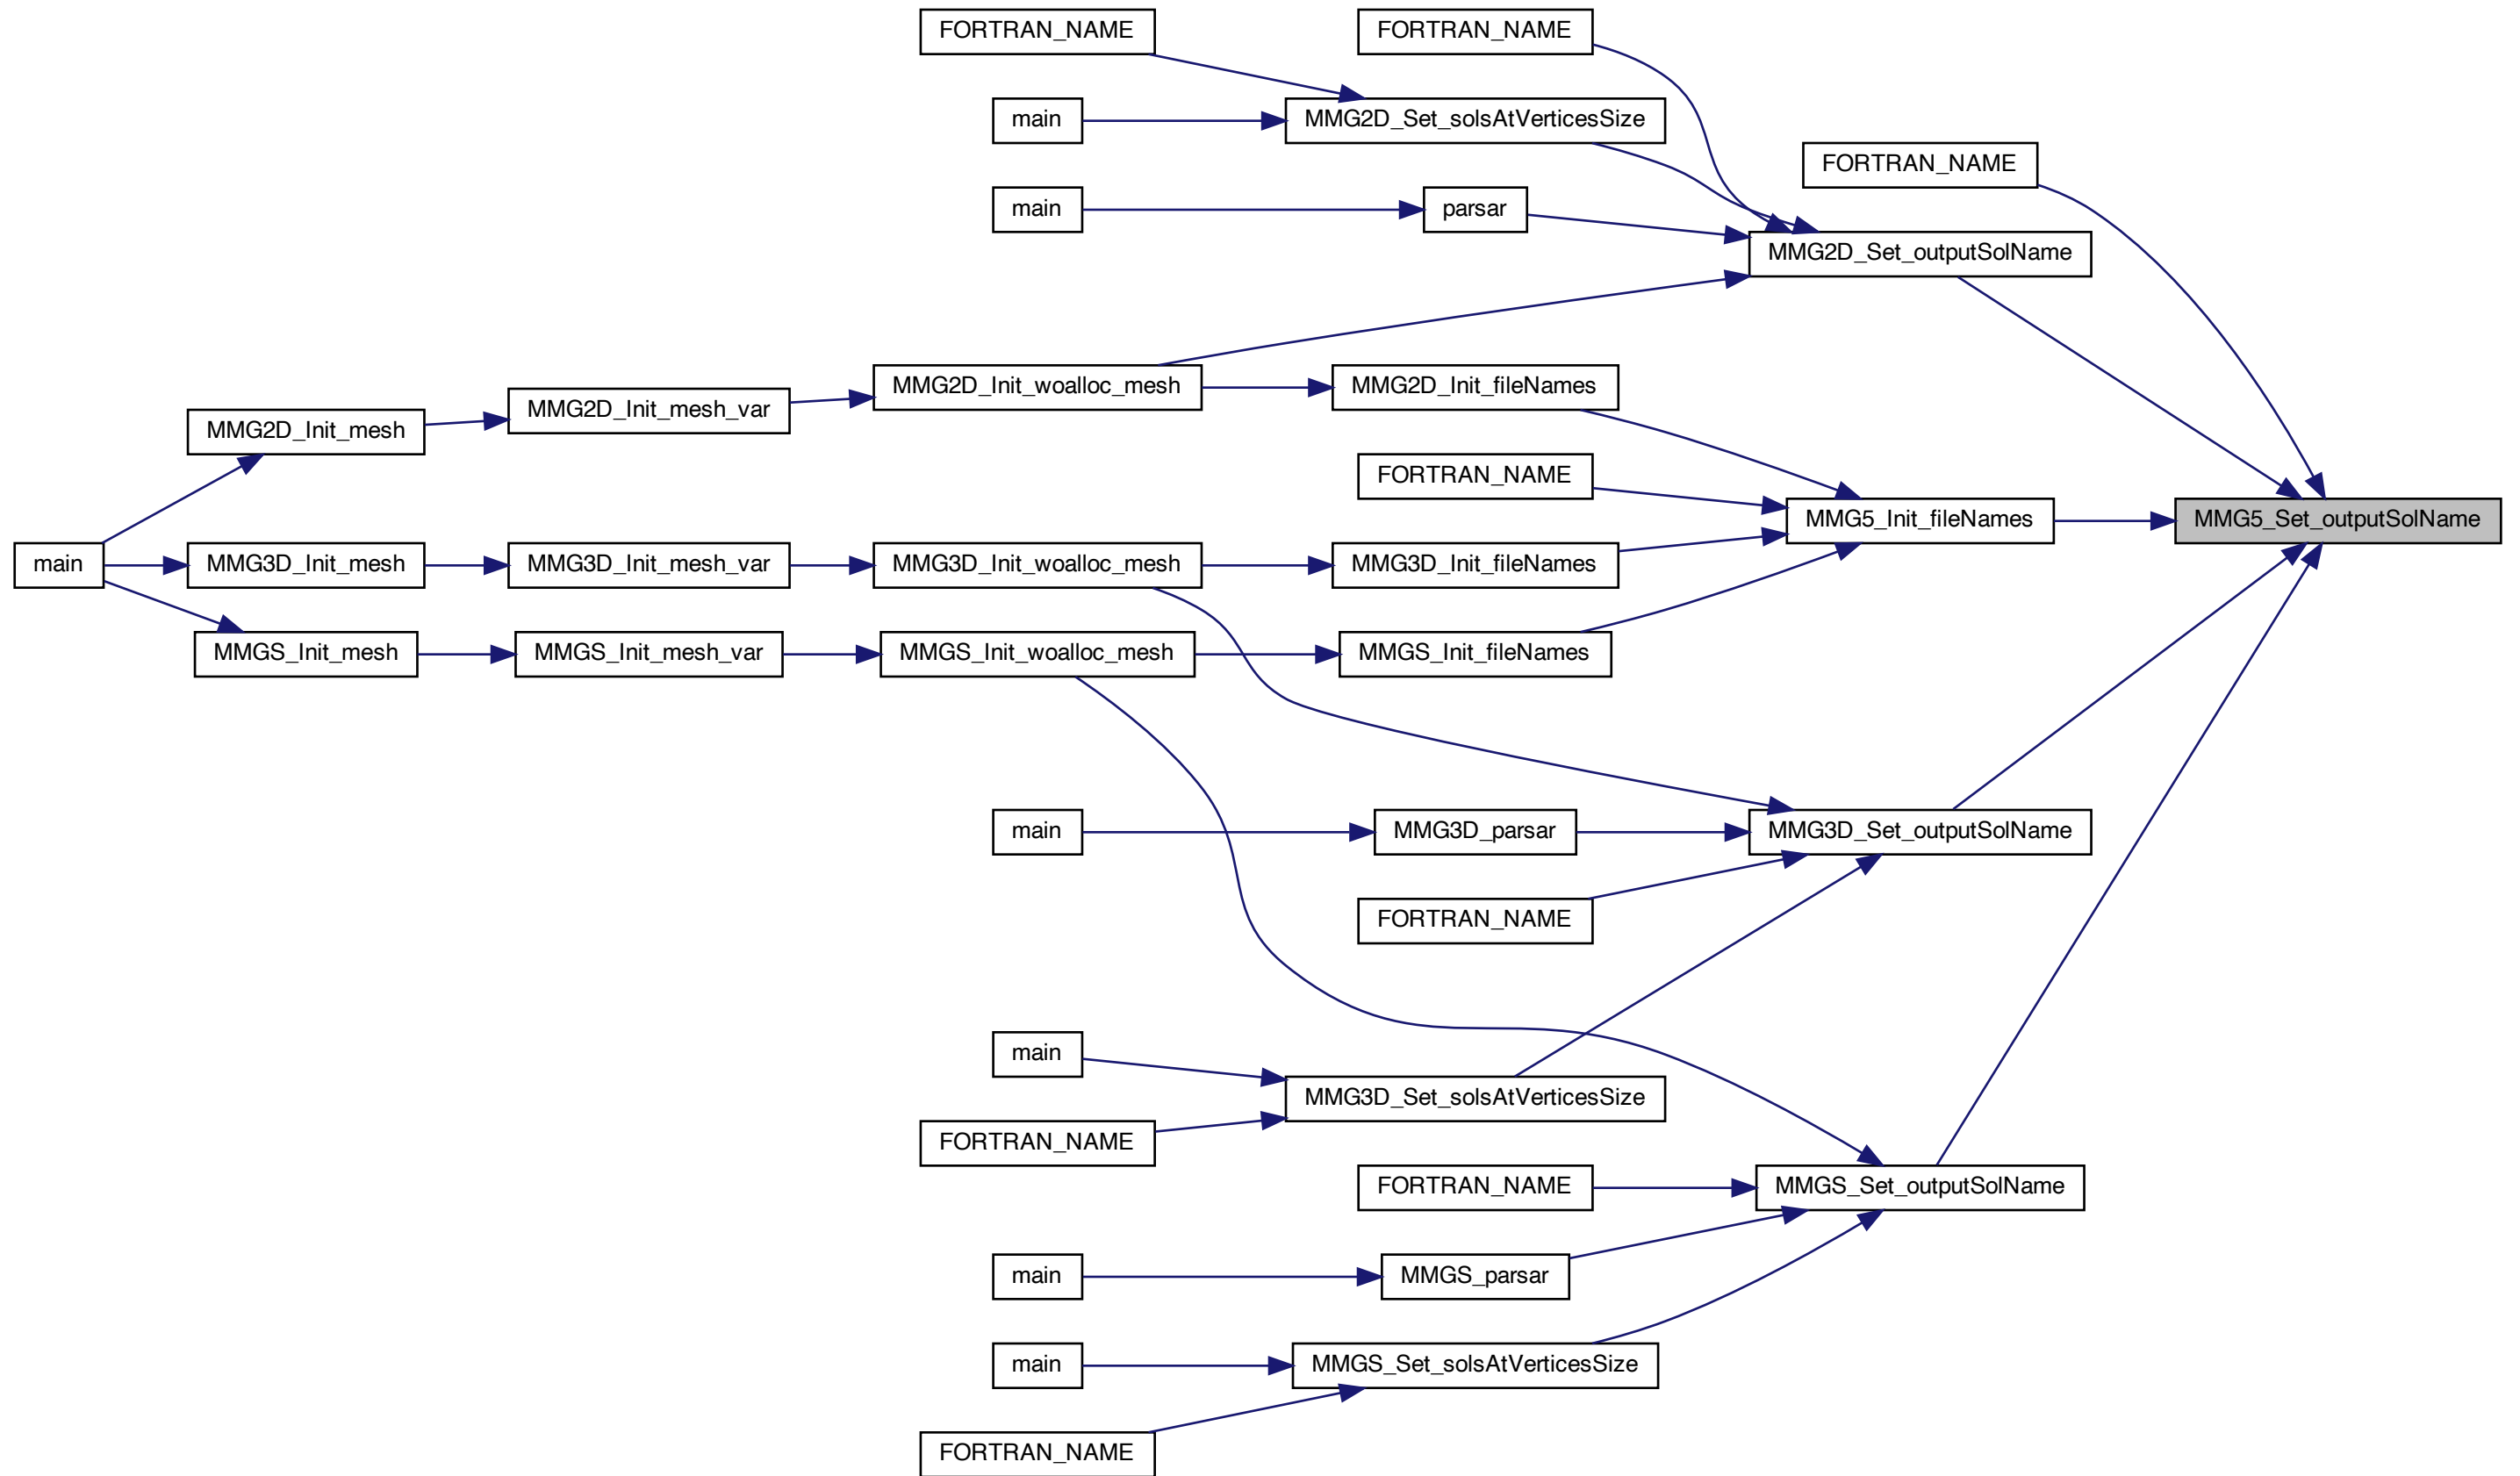 FORTRAN_NAME
FORTRAN_NAME
main
MMG2D_Set_solsAtVerticesSize
FORTRAN_NAME
main
parsar
MMG2D_Set_outputSolName
MMG2D_Init_woalloc_mesh
MMG2D_Init_fileNames
MMG2D_Init_mesh_var
MMG2D_Init_mesh
FORTRAN_NAME
MMG5_Init_fileNames
MMG5_Set_outputSolName
main
MMG3D_Init_mesh
MMG3D_Init_mesh_var
MMG3D_Init_woalloc_mesh
MMG3D_Init_fileNames
MMGS_Init_mesh
MMGS_Init_mesh_var
MMGS_Init_woalloc_mesh
MMGS_Init_fileNames
main
MMG3D_parsar
MMG3D_Set_outputSolName
FORTRAN_NAME
main
MMG3D_Set_solsAtVerticesSize
FORTRAN_NAME
FORTRAN_NAME
MMGS_Set_outputSolName
main
MMGS_parsar
main
MMGS_Set_solsAtVerticesSize
FORTRAN_NAME